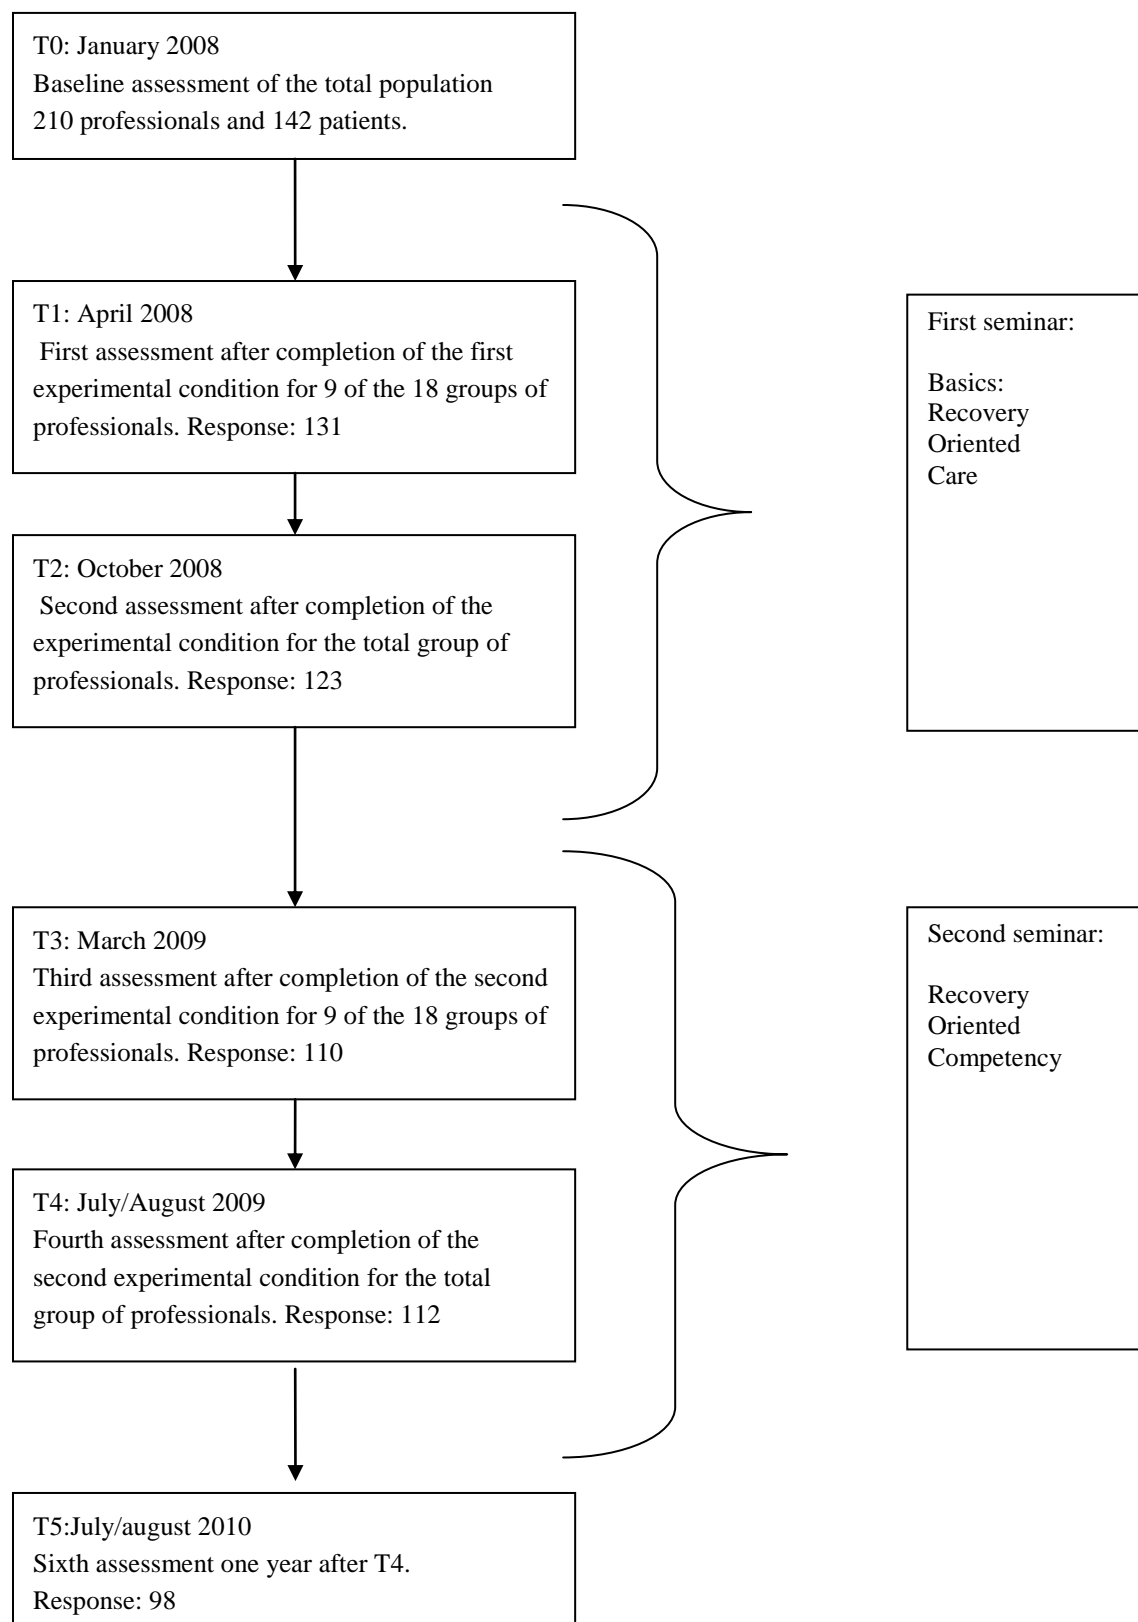 T0: January 2008
Baseline assessment of the total population
210 professionals and 142 patients.
T1: April 2008
First assessment after completion of the first
experimental condition for 9 of the 18 groups of
professionals. Response: 131
T2: October 2008
Second assessment after completion of the
experimental condition for the total group of
professionals. Response: 123
First seminar:
Basics:
Recovery
Oriented
Care
T3: March 2009
Third assessment after completion of the second
experimental condition for 9 of the 18 groups of
professionals. Response: 110
T4: July/August 2009
Fourth assessment after completion of the
second experimental condition for the total
group of professionals. Response: 112
Second seminar:
Recovery
Oriented
Competency
T5:July/august 2010
Sixth assessment one year after T4.
Response: 98